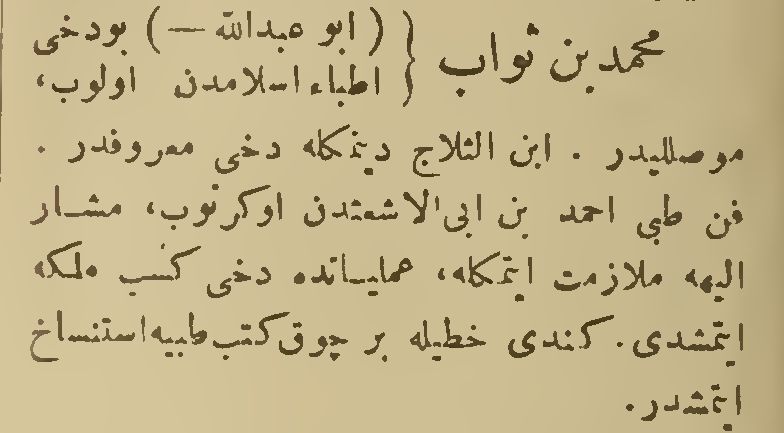 محمد بن ثواب { (ابو عبدالله —) بودخی
اطباء اسلامدن اولوب،
موصللیدر . ابن الثلاج دینمکله دخی معروفدر .
فن طبی احمد بن ابی الاشعثدن اوکرنوب، مشار
الیهه ملازمت ایتمکله، عملیاتده دخی کسب ملکه
ایتمشدی. کندی خطیله بر چوق کتب طبیه استنساخ
ایتمشدر.